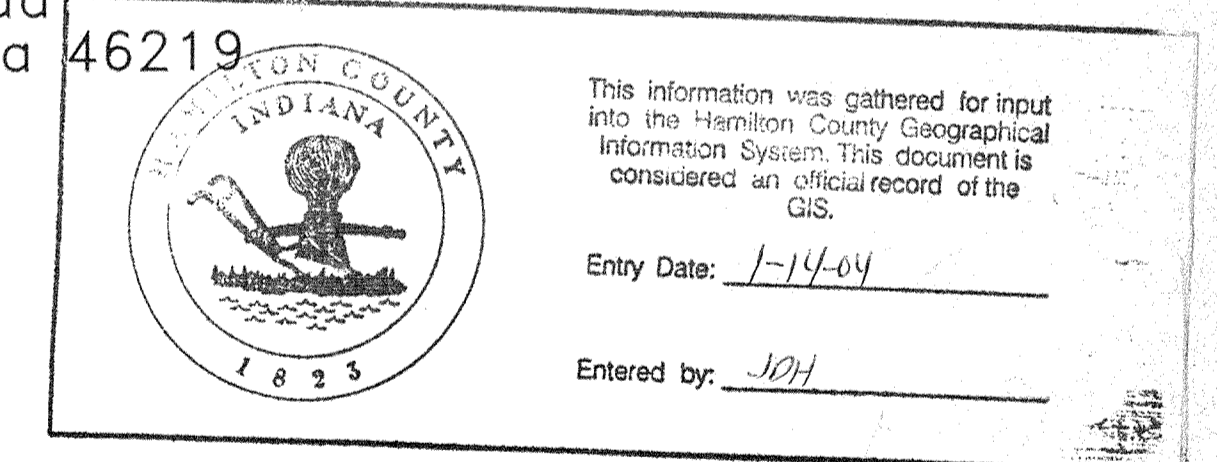 a 46219
HAMILTON COUNTY
INDIANA
1823
This information was gathered for input
into the Hamilton County Geographical
Information System. This document is
considered an official record of the
GIS.
Entry Date: 1-14-04
Entered by: JDH